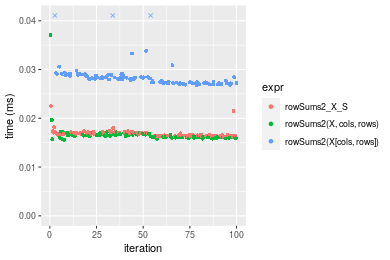 0.04
0.03
0.02
0.01
0.00
time (ms)
0
25
50
75
100
iteration
expr
rowSums2_X_S
rowSums2(X, cols, rows)
rowSums2(X[cols, rows])